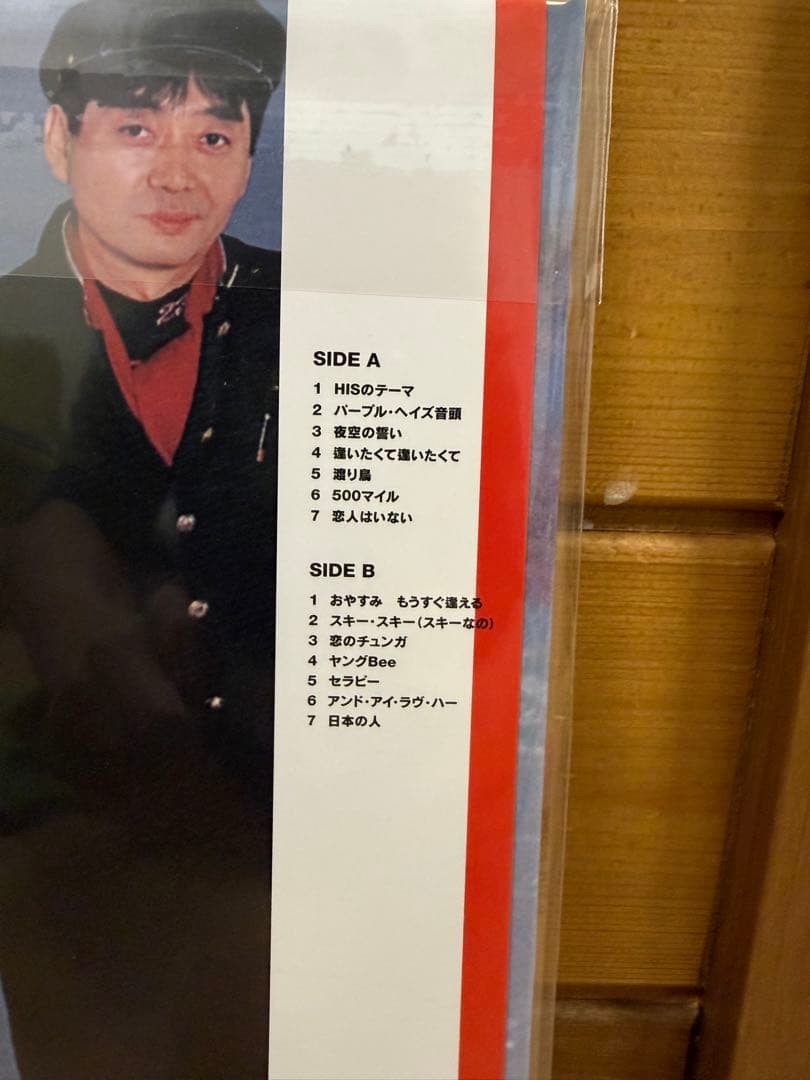 SIDE A
1 HISのテーマ
2 パープル・ヘイズ音頭
3 夜空の誓い
4 逢いたくて逢いたくて
5 渡り鳥
6 500マイル
7 恋人はいない
SIDE B
1 おやすみ もうすぐ逢える
2 スキー・スキー(スキーなの)
3 恋のチュンガ
4 ヤングBee
5 セラピー
6 アンド・アイ・ラヴ・ハー
7 日本の人